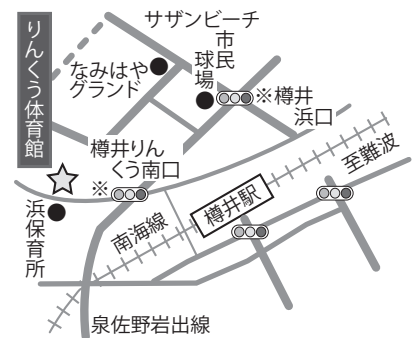 りんくう体育館
サザンビーチ
市民
球場
なみはや
グランド
※樽井
浜口
樽井りん
くう南口
※
至難波
樽井駅
南海線
浜保育所
泉佐野岩出線